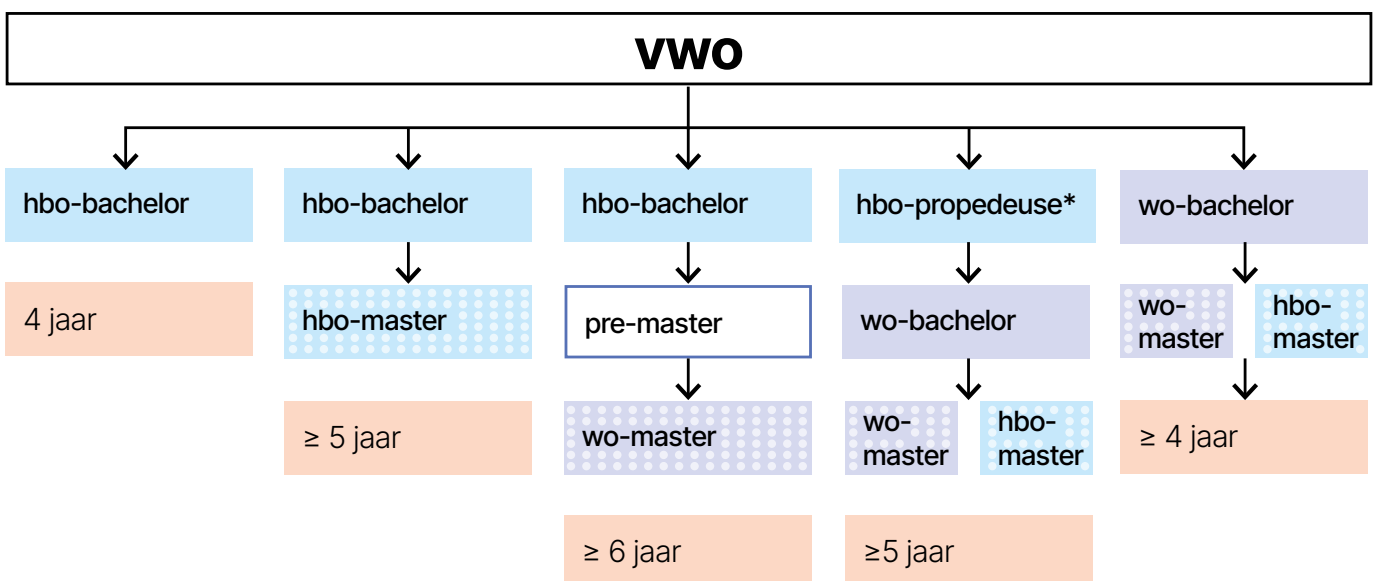 vwo
hbo-bachelor
4 jaar
hbo-bachelor
hbo-master
≥ 5 jaar
hbo-bachelor
pre-master
wo-master
≥ 6 jaar
hbo-propedeuse*
wo-bachelor
wo-
master
hbo-
master
≥5 jaar
wo-bachelor
wo-
master
hbo-
master
≥ 4 jaar